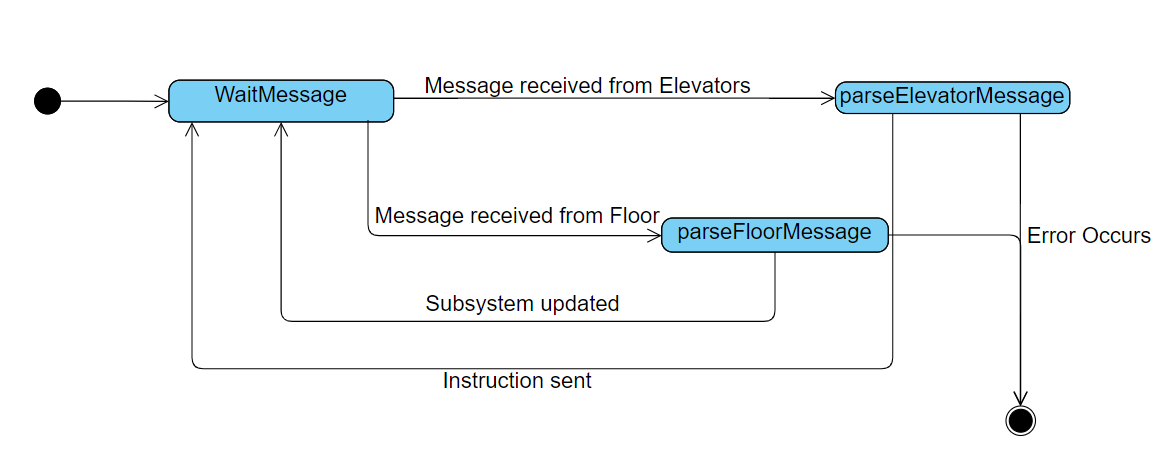 WaitMessage
Message received from Elevators
parseElevatorMessage
Message received from Floor
parseFloorMessage
Error Occurs
Subsystem updated
Instruction sent